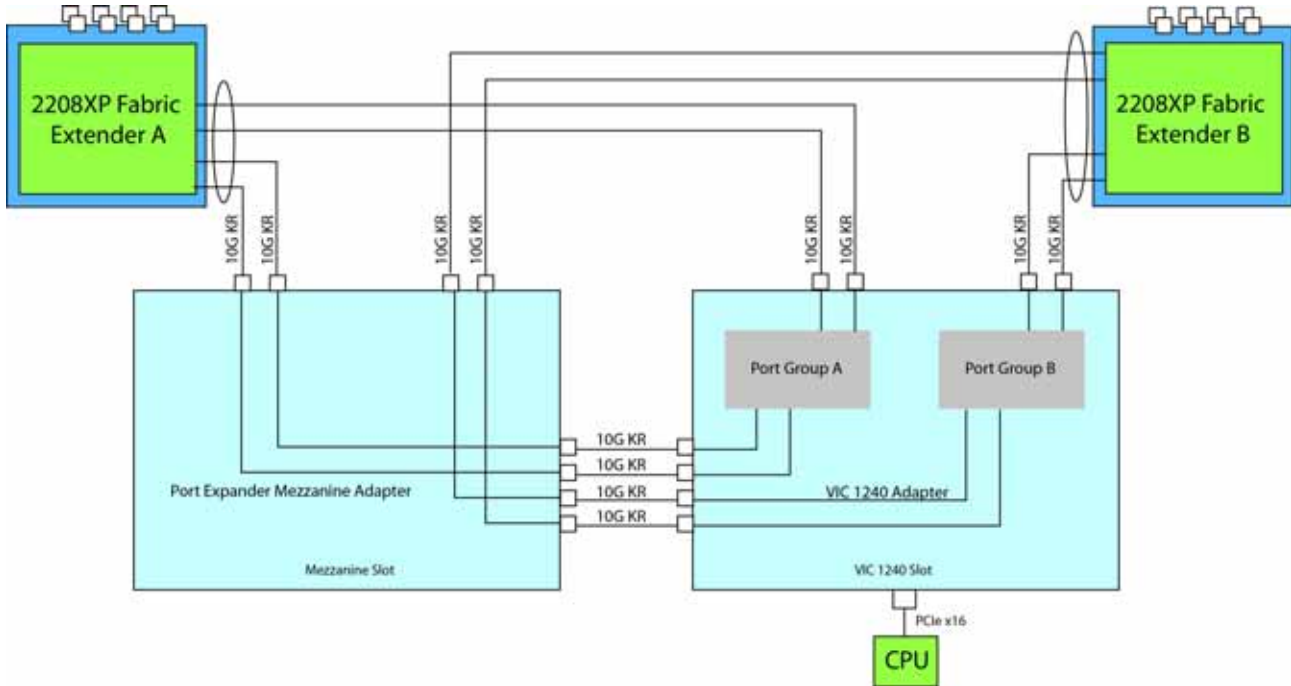 2208XP Fabric
Extender A
2208XP Fabric
Extender B
10G KR
10G KR
10G KR
10G KR
10G KR
10G KR
10G KR
10G KR
Port Group A
Port Group B
10G KR
10G KR
10G KR
10G KR
Port Expander Mezzanine Adapter
VIC 1240 Adapter
Mezzanine Slot
VIC 1240 Slot
PCIe x16
CPU